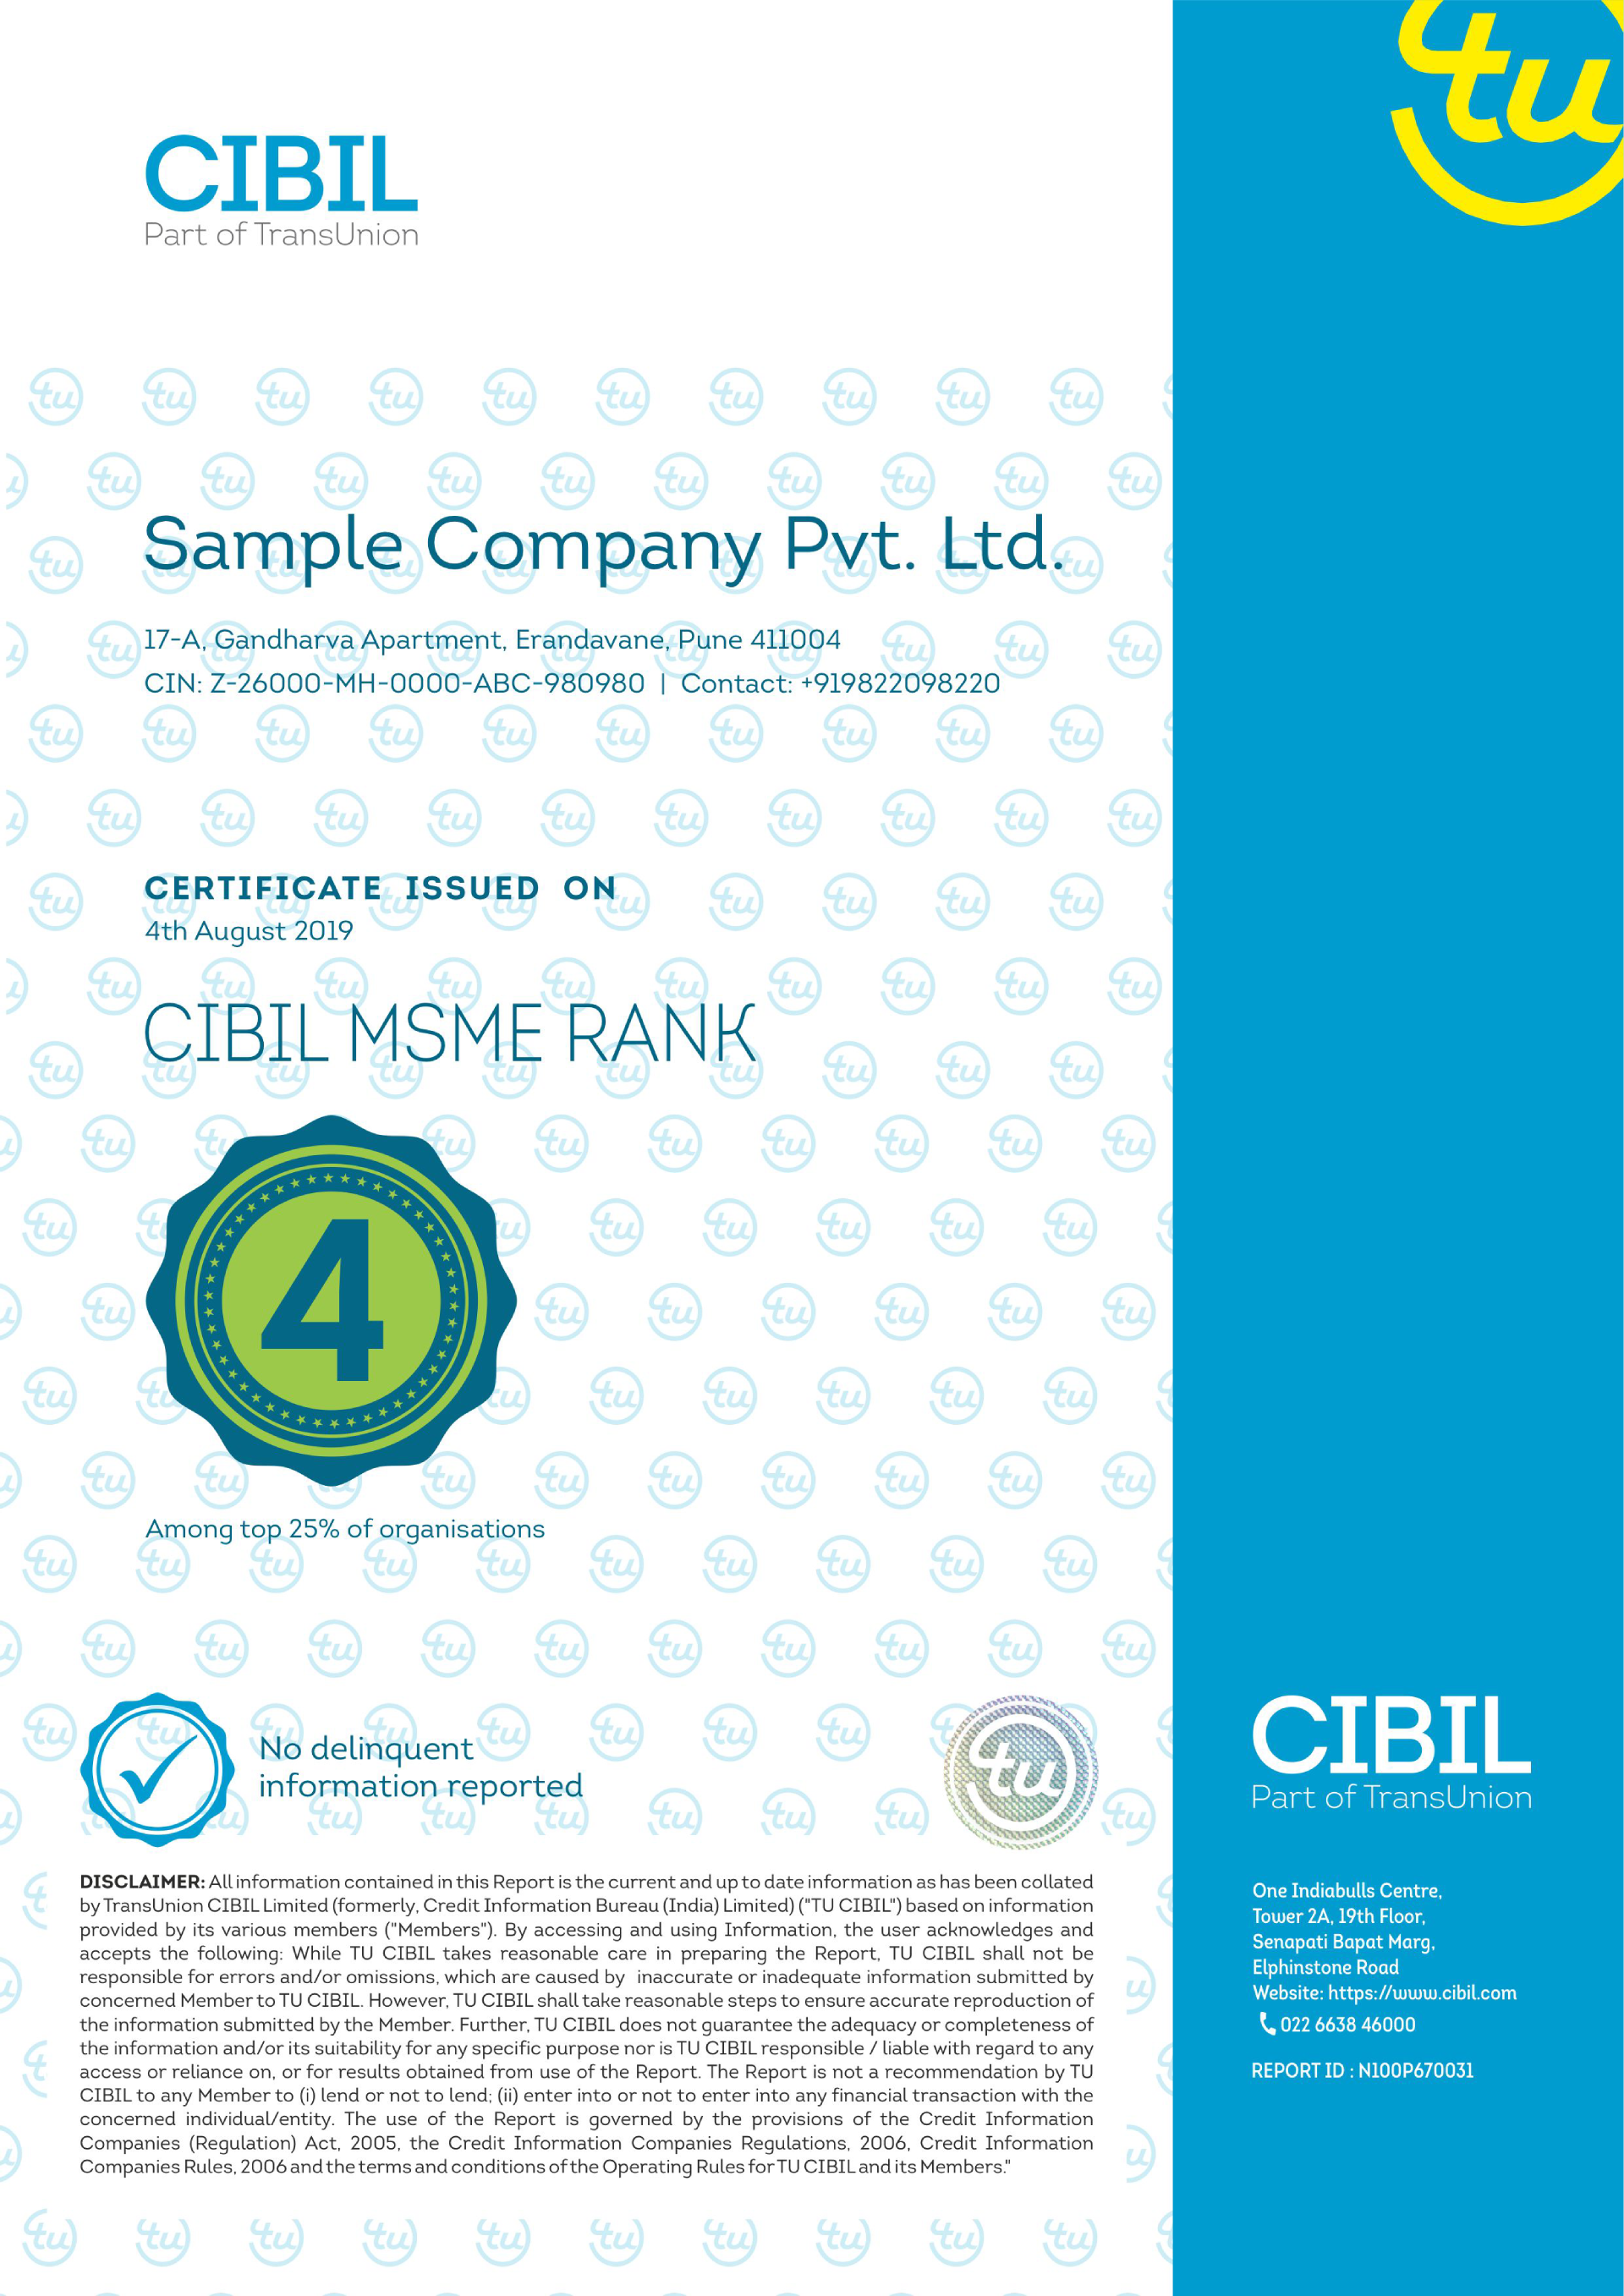 tu
CIBIL
Part of TransUnion
Sample Company Pvt. Ltd.
17-A, Gandharva Apartment, Erandavane, Pune 411004
CIN: Z-26000-MH-0000-ABC-980980 | Contact: +919822098220
CERTIFICATE ISSUED ON
4th August 2019
CIBIL MSME RANK
4
Among top 25% of organisations
No delinquent
information reported
tu
DISCLAIMER: All information contained in this Report is the current and up to date information as has been collated
by TransUnion CIBIL Limited (formerly, Credit Information Bureau (India) Limited) ("TU CIBIL") based on information
provided by its various members ("Members"). By accessing and using Information, the user acknowledges and
accepts the following: While TU CIBIL takes reasonable care in preparing the Report, TU CIBIL shall not be
responsible for errors and/or omissions, which are caused by inaccurate or inadequate information submitted by
concerned Member to TU CIBIL. However, TU CIBIL shall take reasonable steps to ensure accurate reproduction of
the information submitted by the Member. Further, TU CIBIL does not guarantee the adequacy or completeness of
the information and/or its suitability for any specific purpose nor is TU CIBIL responsible / liable with regard to any
access or reliance on, or for results obtained from use of the Report. The Report is not a recommendation by TU
CIBIL to any Member to (i) lend or not to lend; (ii) enter into or not to enter into any financial transaction with the
concerned individual/entity. The use of the Report is governed by the provisions of the Credit Information
Companies (Regulation) Act, 2005, the Credit Information Companies Regulations, 2006, Credit Information
Companies Rules, 2006 and the terms and conditions of the Operating Rules for TU CIBIL and its Members."
CIBIL
Part of TransUnion
One Indiabulls Centre,
Tower 2A, 19th Floor,
Senapati Bapat Marg,
Elphinstone Road
Website: https://www.cibil.com
022 6638 46000
REPORT ID : N100P670031